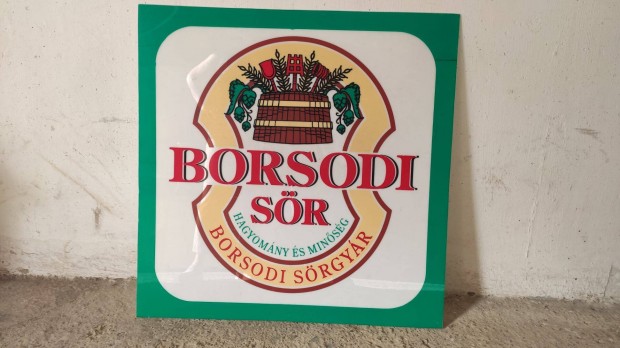 BORSODI
SÖR
HAGYOMÁNY ÉS MINŐSÉG
BORSODI SÖRGYÁR